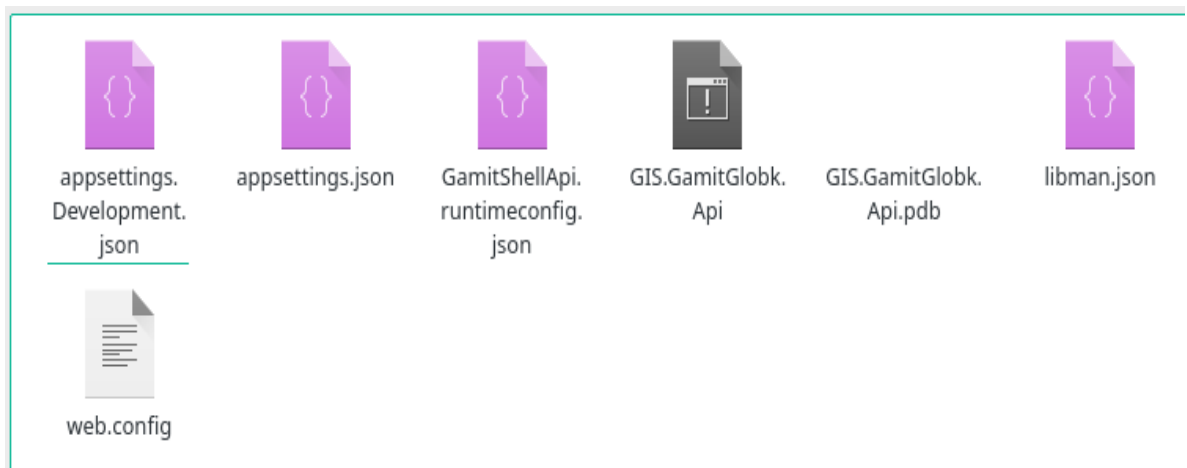 appsettings.
Development.
json
appsettings.json
GamitShellApi.
runtimeconfig.
json
GIS.GamitGlobk.
Api
GIS.GamitGlobk.
Api.pdb
libman.json
web.config